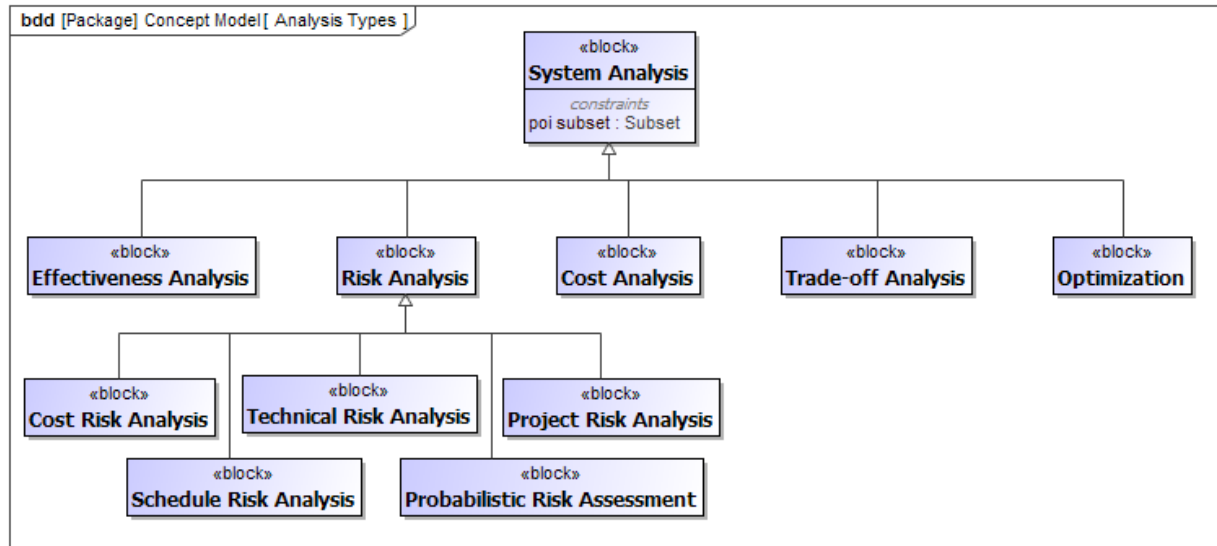 bdd [Package] Concept Model[ Analysis Types ]
«block»
System Analysis
constraints
poi subset : Subset
«block»
Effectiveness Analysis
«block»
Risk Analysis
«block»
Cost Analysis
«block»
Trade-off Analysis
«block»
Optimization
«block»
Cost Risk Analysis
«block»
Technical Risk Analysis
«block»
Project Risk Analysis
«block»
Schedule Risk Analysis
«block»
Probabilistic Risk Assessment